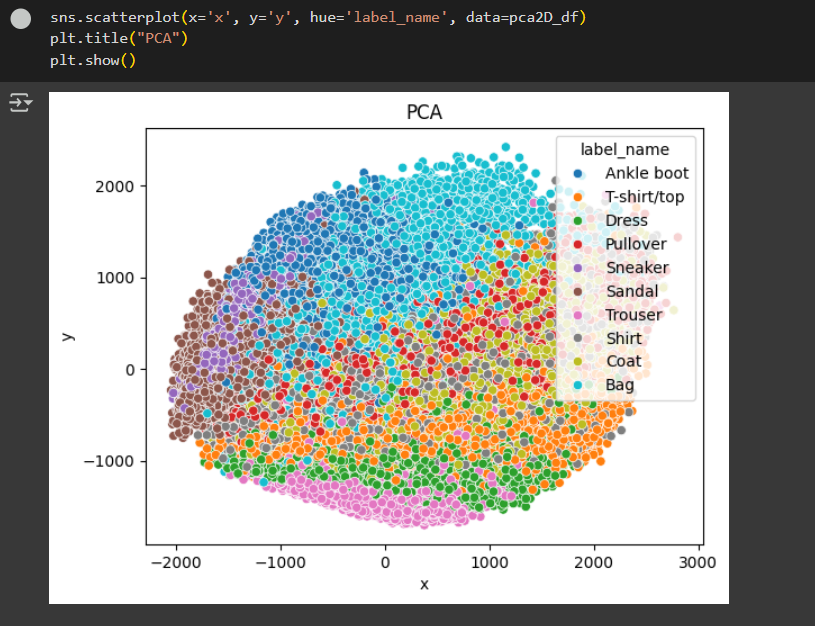 sns.scatterplot(x='x', y='y', hue='label_name', data=pca2D_df)
plt.title("PCA")
plt.show()
PCA
label_name
Ankle boot
T-shirt/top
Dress
Pullover
Sneaker
Sandal
Trouser
Shirt
Coat
Bag
2000
1000
0
−1000
y
−2000 −1000 0 1000 2000 3000
x